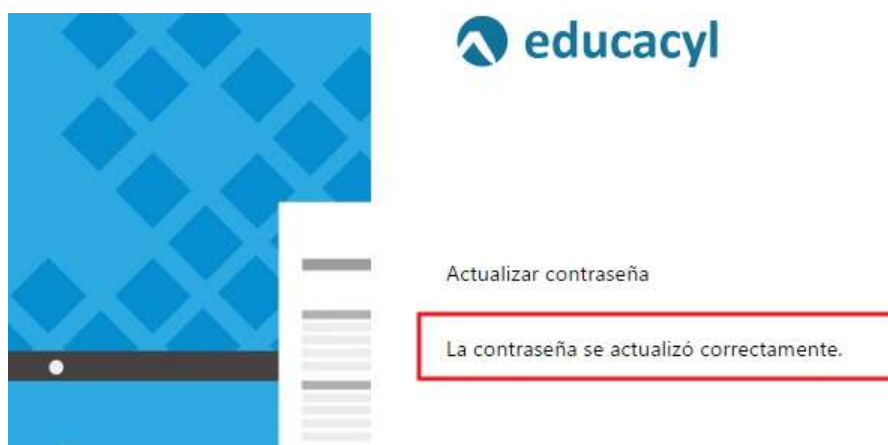 educacyl
Actualizar contraseña
La contraseña se actualizó correctamente.